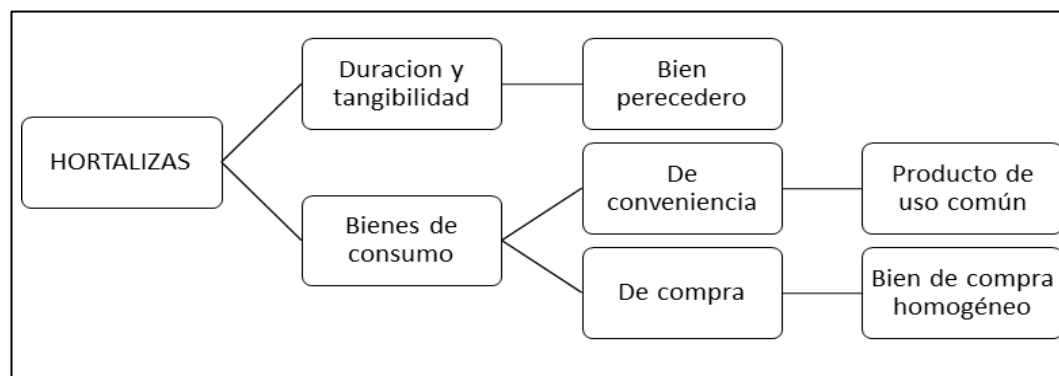 HORTALIZAS
Duracion y
tangibilidad
Bien
perecedero
Bienes de
consumo
De
conveniencia
Producto de
uso común
De compra
Bien de compra
homogéneo